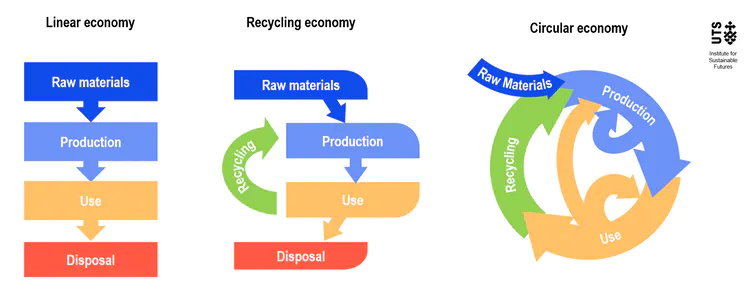 Linear economy
Raw materials
Production
Use
Disposal
Recycling economy
Raw materials
Production
Recycling
Use
Disposal
Circular economy
Raw Materials
Production
Recycling
Use
UTS
Institute for
Sustainable
Futures